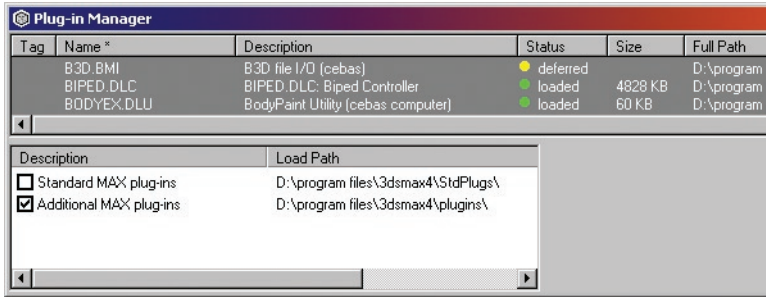 Plug-in Manager
Tag Name * Description Status Size Full Path
B3D.BMI B3D file I/O (cebas) deferred D:\program
BIPED.DLC BIPED.DLC: Biped Controller loaded 4828 KB D:\program
BODYEX.DLU BodyPaint Utility (cebas computer) loaded 60 KB D:\program
Description Load Path
Standard MAX plug-ins D:\program files\3dsmax4\StdPlugs\
Additional MAX plug-ins D:\program files\3dsmax4\plugins\